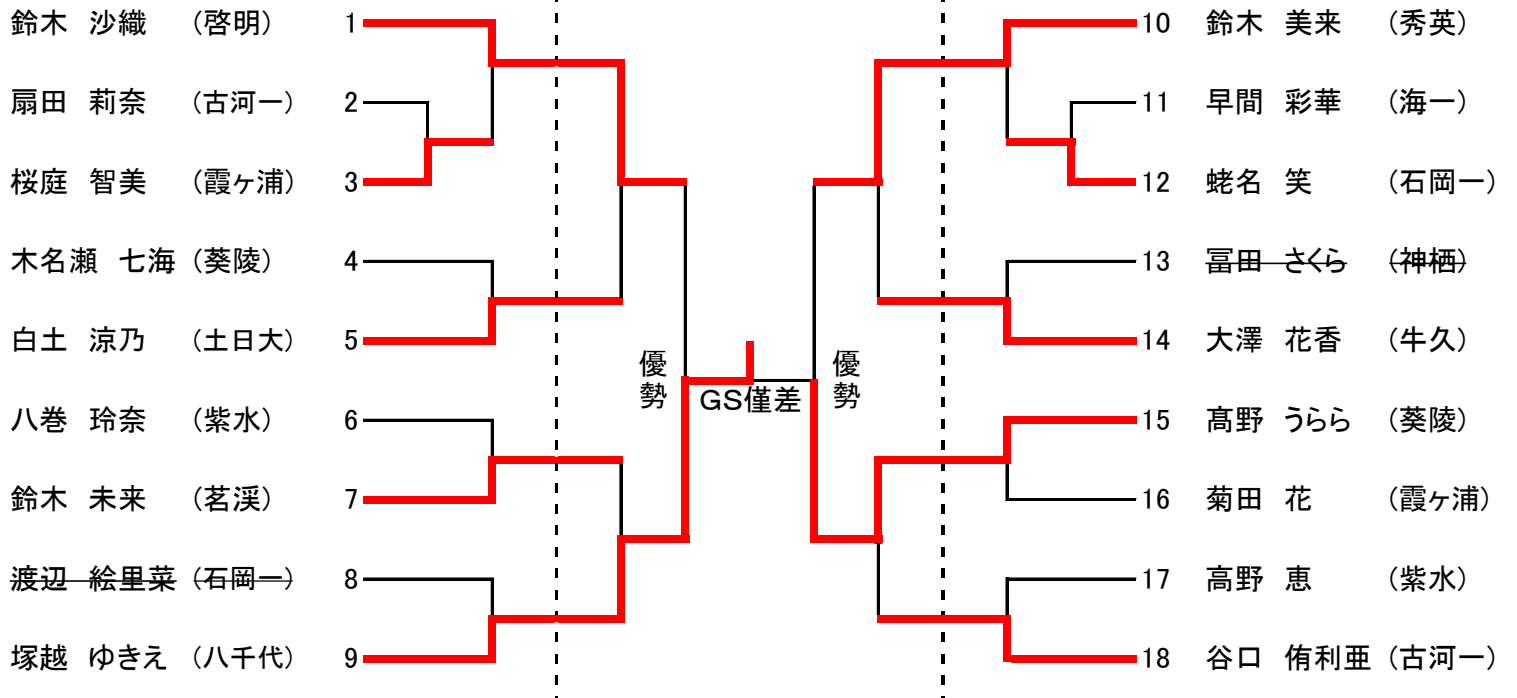 鈴木 沙織 (啓明) 1
扇田 莉奈 (古河一) 2
桜庭 智美 (霞ヶ浦) 3
木名瀬 七海 (葵陵) 4
白土 涼乃 (土日大) 5
八巻 玲奈 (紫水) 6
鈴木 未来 (茗渓) 7
渡辺 絵里菜 (石岡一) 8
塚越 ゆきえ (八千代) 9
優勢
GS僅差
優勢
10 鈴木 美来 (秀英)
11 早間 彩華 (海一)
12 蛯名 笑 (石岡一)
13 冨田 さくら (神栖)
14 大澤 花香 (牛久)
15 髙野 うらら (葵陵)
16 菊田 花 (霞ヶ浦)
17 高野 恵 (紫水)
18 谷口 侑利亜 (古河一)